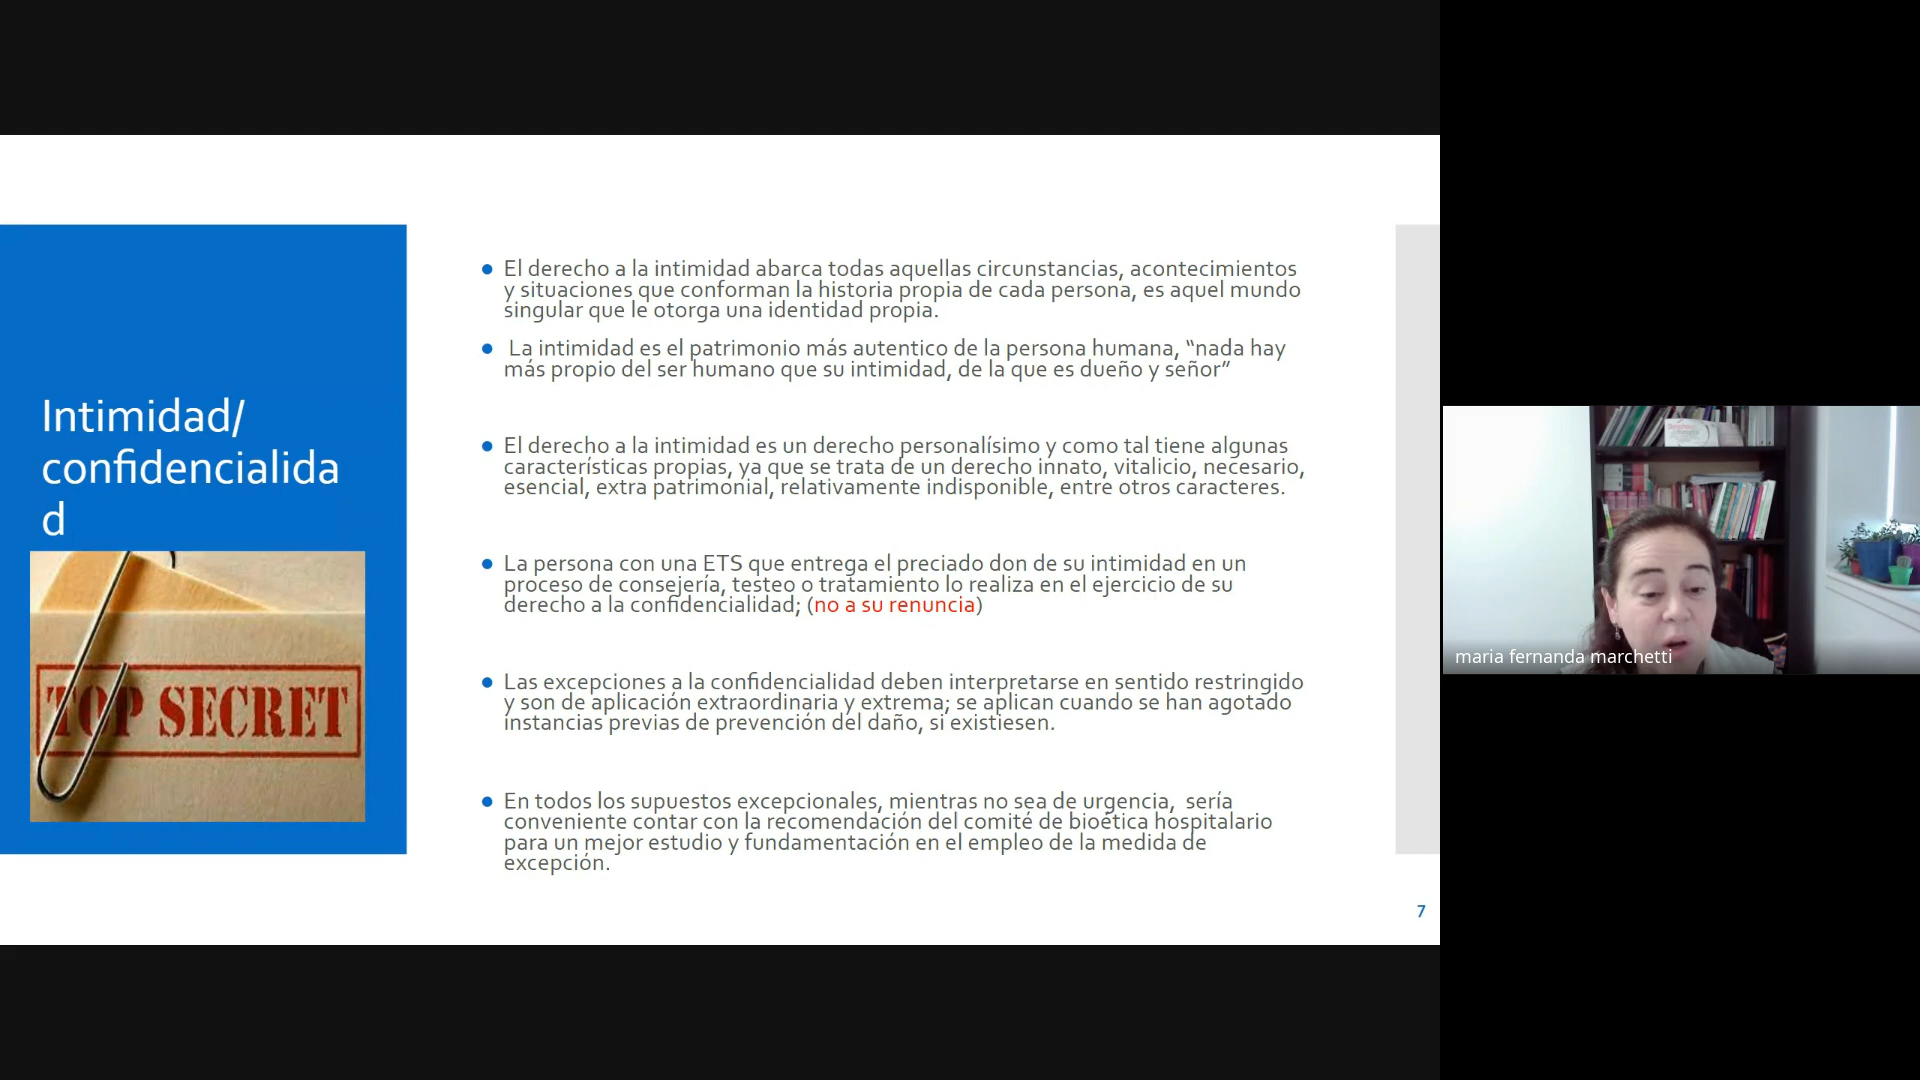 Intimidad/
confidencialida
d
TOP SECRET
El derecho a la intimidad abarca todas aquellas circunstancias, acontecimientos
y situaciones que conforman la historia propia de cada persona, es aquel mundo
singular que le otorga una identidad propia.
La intimidad es el patrimonio más autentico de la persona humana, “nada hay
más propio del ser humano que su intimidad, de la que es dueño y señor”
El derecho a la intimidad es un derecho personalísimo y como tal tiene algunas
características propias, ya que se trata de un derecho innato, vitalicio, necesario,
esencial, extra patrimonial, relativamente indisponible, entre otros caracteres.
La persona con una ETS que entrega el preciado don de su intimidad en un
proceso de consejería, testeo o tratamiento lo realiza en el ejercicio de su
derecho a la confidencialidad; (no a su renuncia)
Las excepciones a la confidencialidad deben interpretarse en sentido restringido
y son de aplicación extraordinaria y extrema; se aplican cuando se han agotado
instancias previas de prevención del daño, si existiesen.
En todos los supuestos excepcionales, mientras no sea de urgencia,  sería
conveniente contar con la recomendación del comité de bioética hospitalario
para un mejor estudio y fundamentación en el empleo de la medida de
excepción.
7
maria fernanda marchetti